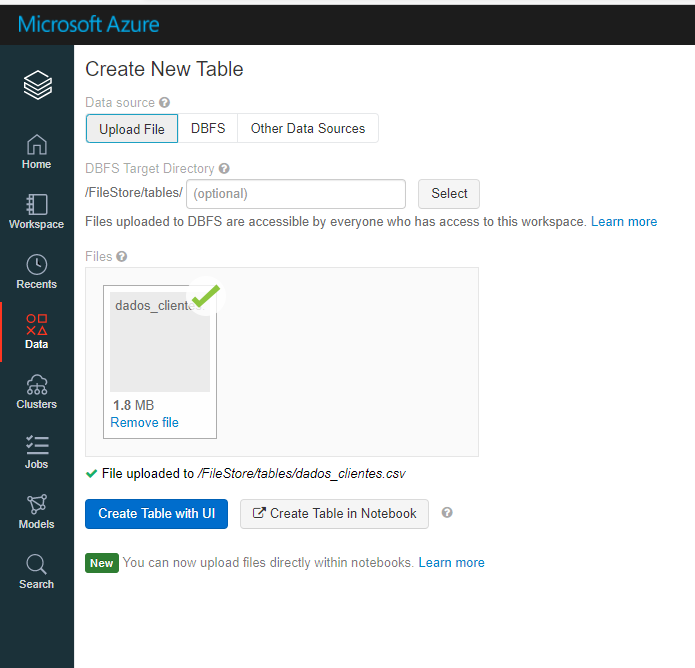 Microsoft Azure
Create New Table
Data source
Upload File DBFS Other Data Sources
Home
DBFS Target Directory
/FileStore/tables/ (optional) Select
Workspace
Files uploaded to DBFS are accessible by everyone who has access to this workspace. Learn more
Files
Recents
dados_cliente
Data
1.8 MB
Clusters
Remove file
Jobs
File uploaded to /FileStore/tables/dados_clientes.csv
Create Table with UI Create Table in Notebook
Models
New You can now upload files directly within notebooks. Learn more
Search